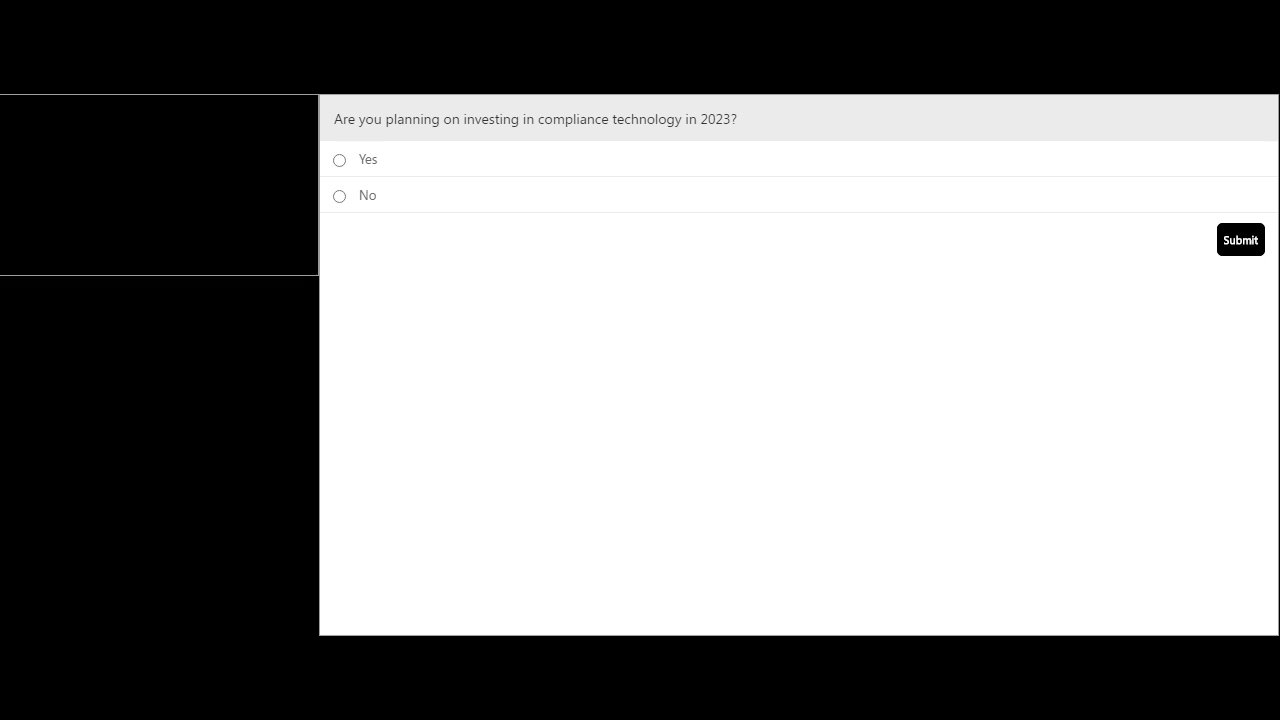 Are you planning on investing in compliance technology in 2023?
Yes
No
Submit